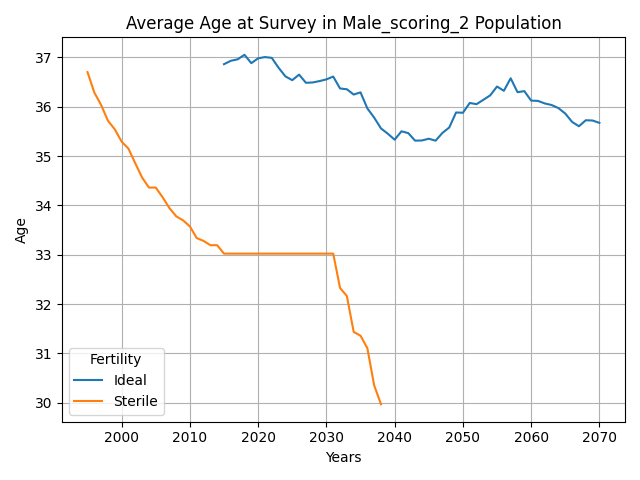 Average Age at Survey in Male_scoring_2 Population
Age
37
36
35
34
33
32
31
30
Fertility
Ideal
Sterile
2000 2010 2020 2030 2040 2050 2060 2070
Years